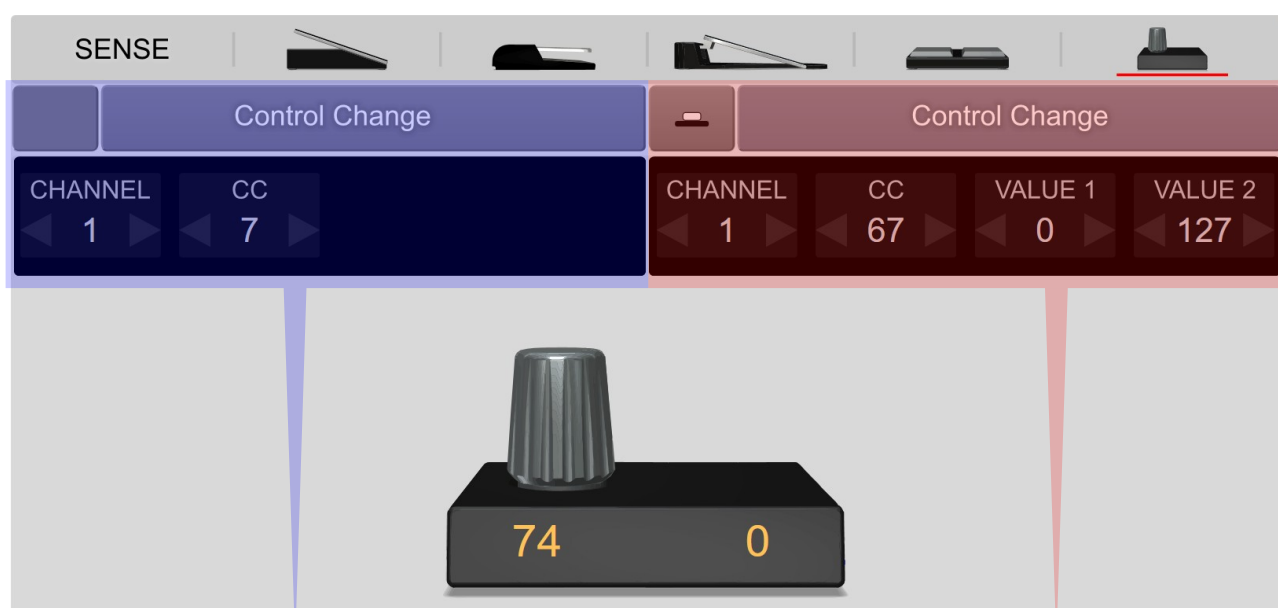 SENSE
Control Change
Control Change
CHANNEL CC
1 7
CHANNEL CC VALUE 1 VALUE 2
1 67 0 127
74 0